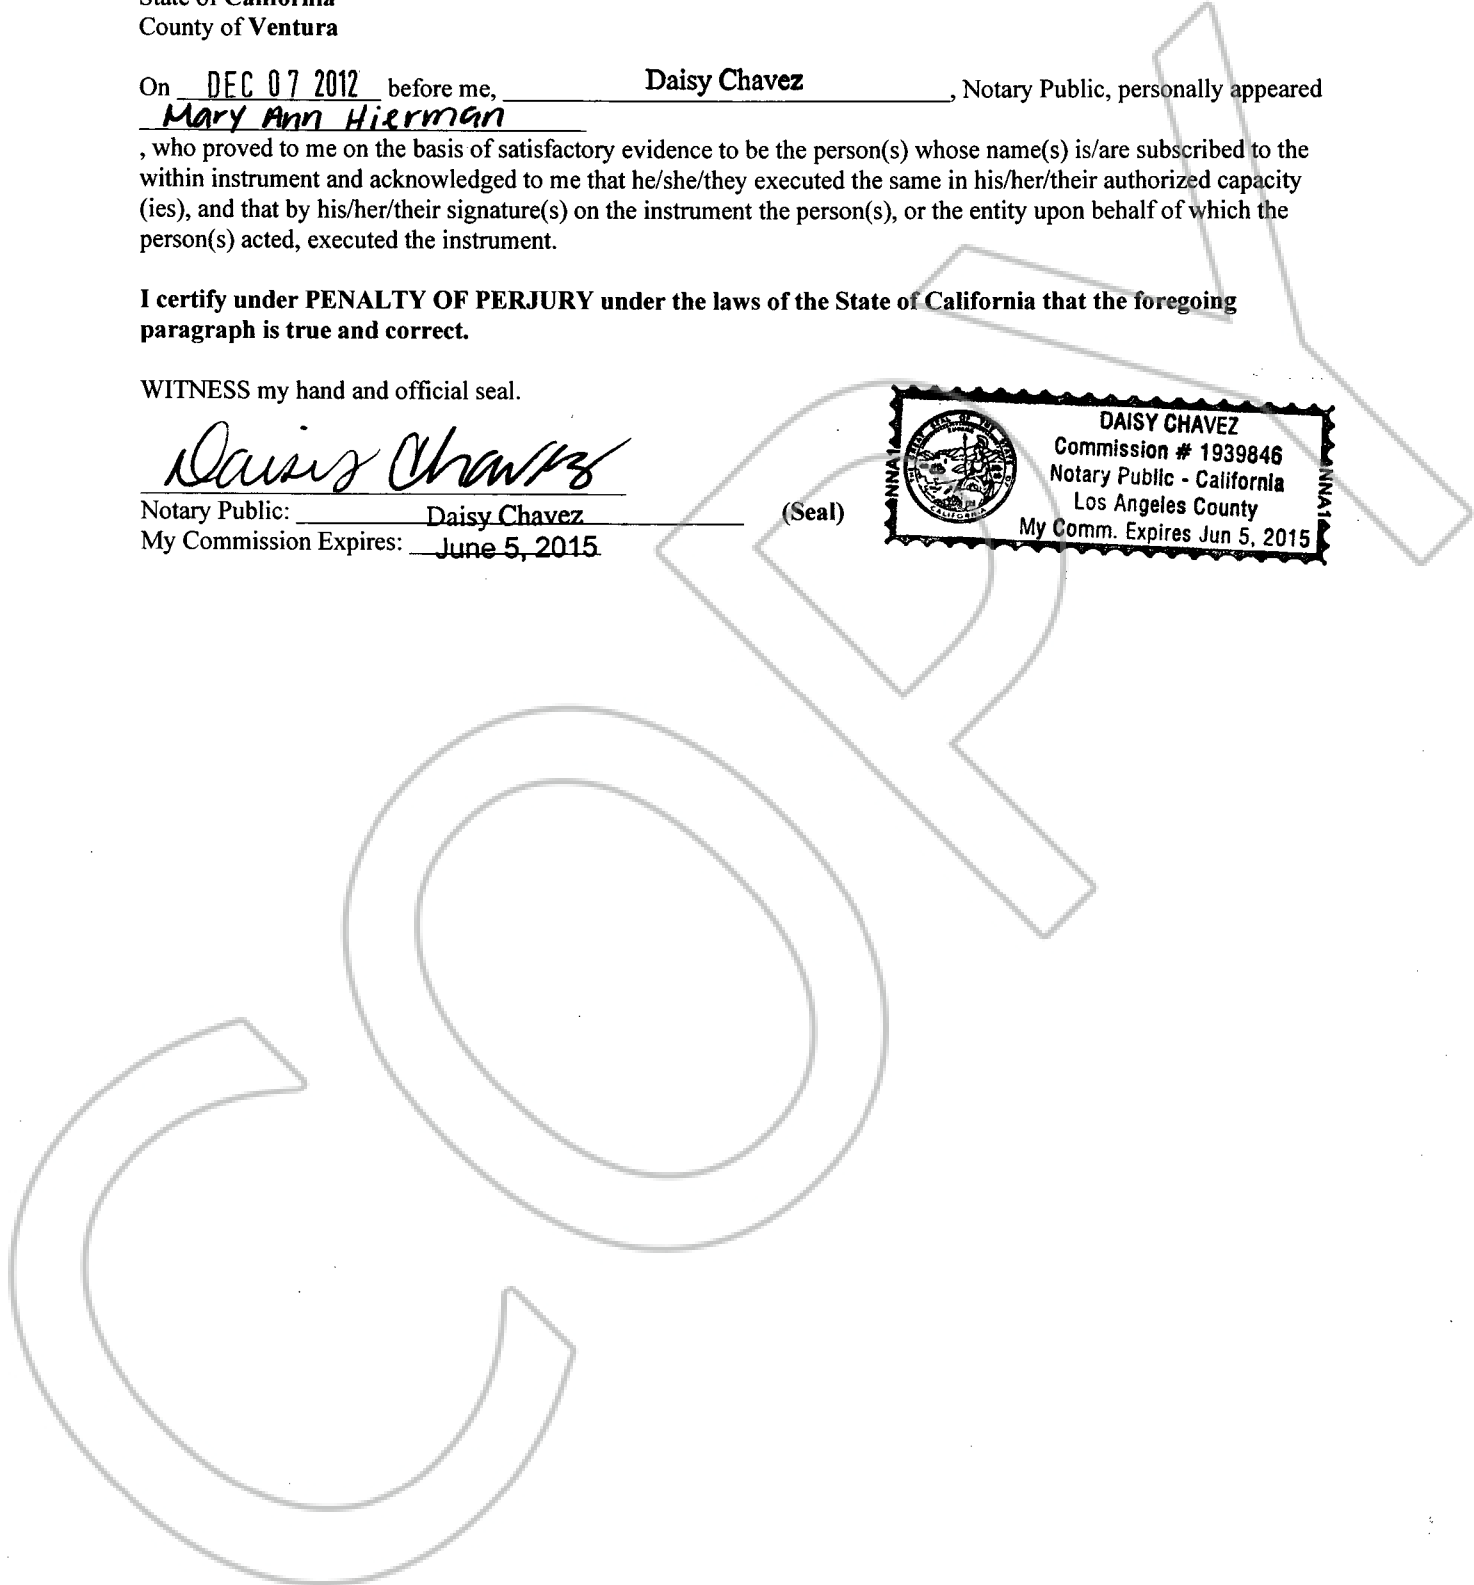 State of California
County of Ventura
On DEC 07 2012 before me, Daisy Chavez, Notary Public, personally appeared
Mary Ann Hierman
, who proved to me on the basis of satisfactory evidence to be the person(s) whose name(s) is/are subscribed to the
within instrument and acknowledged to me that he/she/they executed the same in his/her/their authorized capacity
(ies), and that by his/her/their signature(s) on the instrument the person(s), or the entity upon behalf of which the
person(s) acted, executed the instrument.
I certify under PENALTY OF PERJURY under the laws of the State of California that the foregoing
paragraph is true and correct.
WITNESS my hand and official seal.
Daisy Chavez
Notary Public: Daisy Chavez (Seal)
My Commission Expires: June 5, 2015
NNA1
DAISY CHAVEZ
Commission # 1939846
Notary Public - California
Los Angeles County
My Comm. Expires Jun 5, 2015
NNA1
COPY